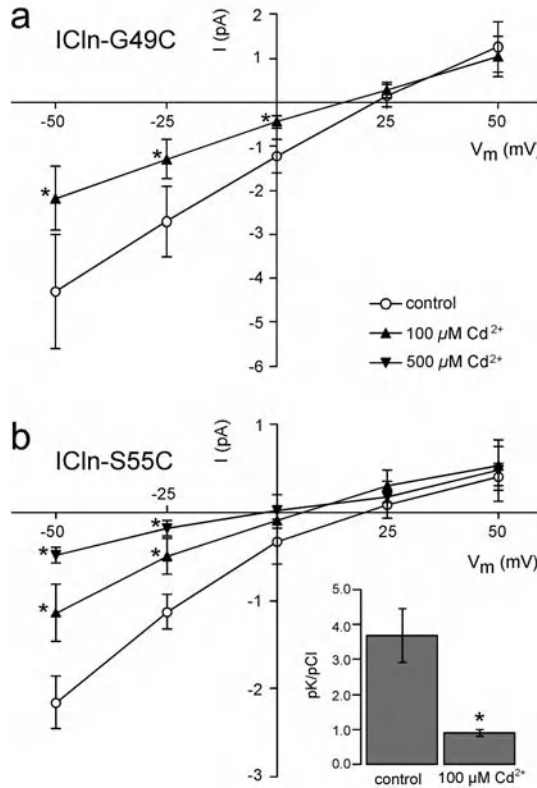 a
ICln-G49C
I (pA)
2
1
*
-50
-25
25
50
*
*
-1
Vm (mV)
-2
-3
-4
-5
-6
control
100 µM Cd2+
500 µM Cd2+
b
ICln-S55C
I (pA)
1
-25
-50
*
25
50
*
*
*
Vm (mV)
-1
-2
-3
5.0
4.0
3.0
2.0
1.0
0.0
pK/pCl
*
control
100 µM Cd2+